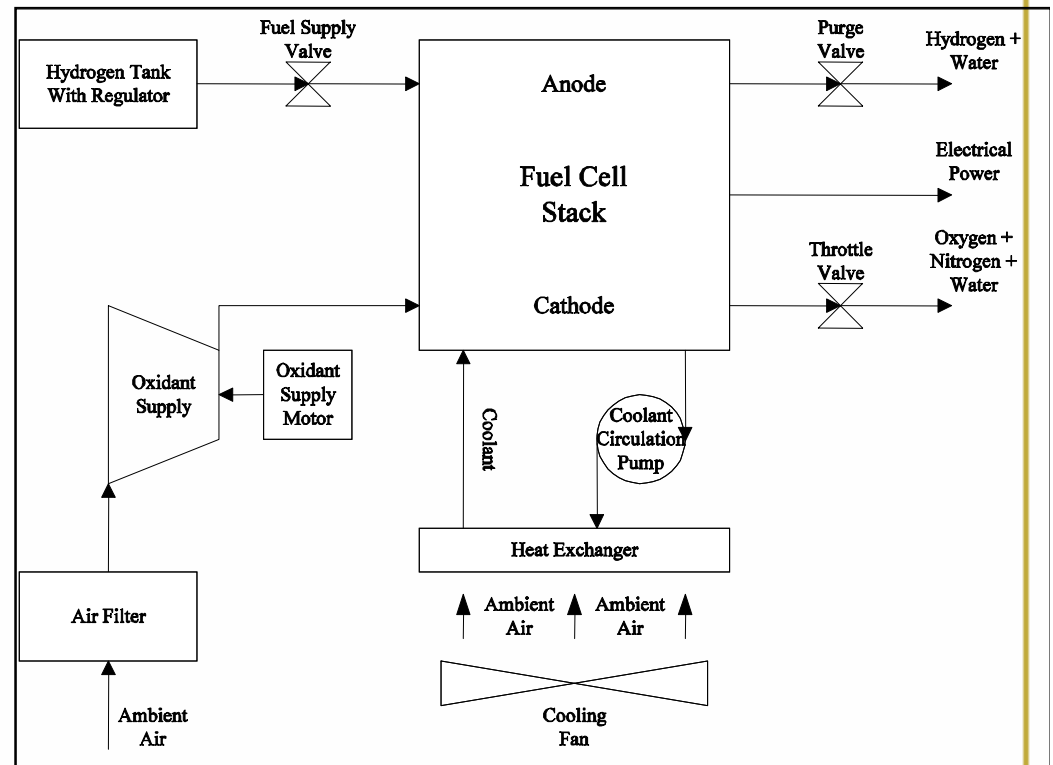 Fuel Supply
Valve
Purge
Valve
Hydrogen +
Water
Hydrogen Tank
With Regulator
Anode
Electrical
Power
Fuel Cell
Stack
Oxygen +
Nitrogen +
Water
Throttle
Valve
Cathode
Oxidant
Supply
Oxidant
Supply
Motor
Coolant
Coolant
Circulation
Pump
Heat Exchanger
Air Filter
Ambient
Air
Ambient
Air
Ambient
Air
Cooling
Fan